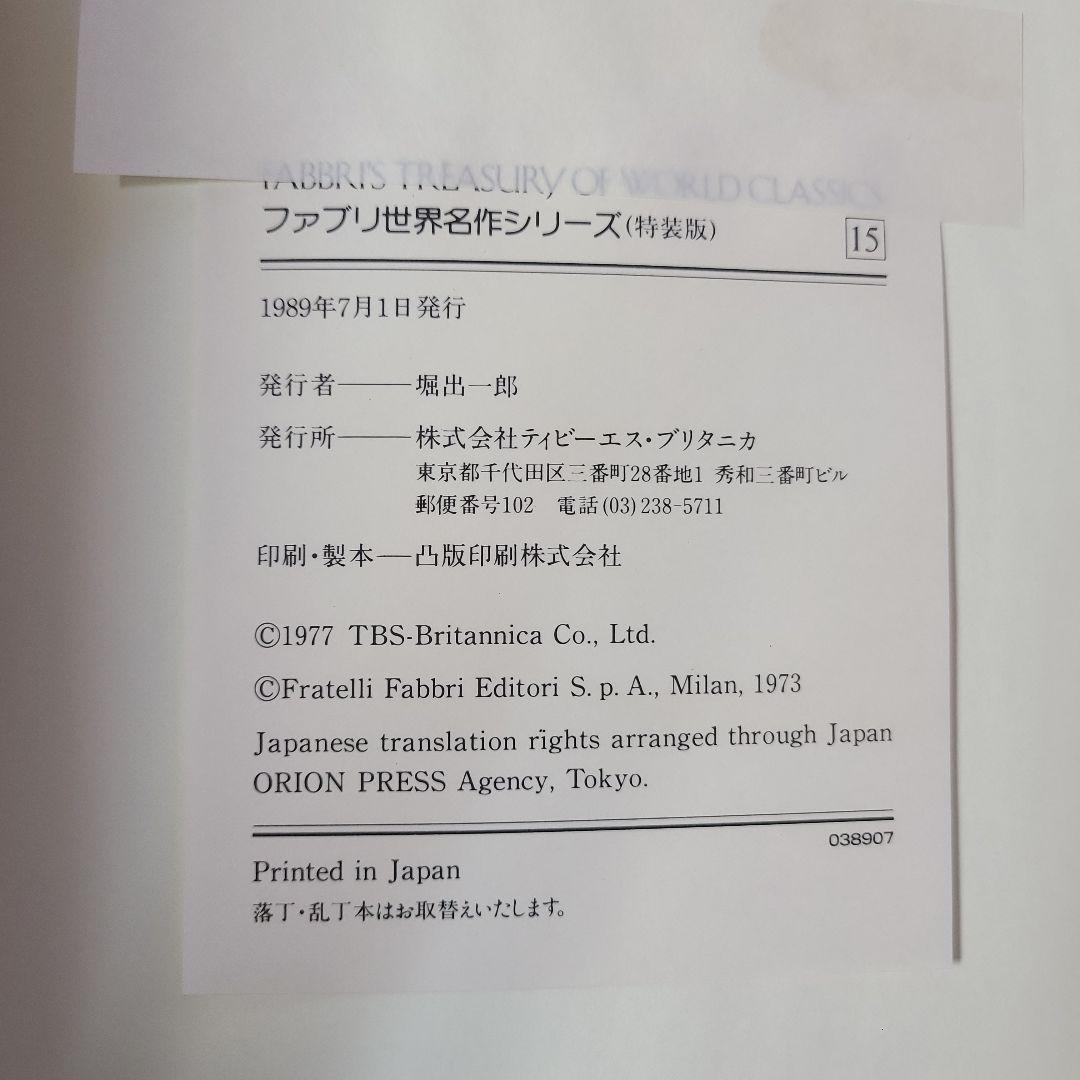 FABBRI'S TREASURY OF WORLD CLASSICS
ファブリ世界名作シリーズ(特装版) 15
1989年7月1日発行
発行者――堀出一郎
発行所――株式会社ティビーエス・ブリタニカ
東京都千代田区三番町28番地1 秀和三番町ビル
郵便番号102 電話(03)238-5711
印刷・製本―凸版印刷株式会社
©1977 TBS-Britannica Co., Ltd.
©Fratelli Fabbri Editori S. p. A., Milan, 1973
Japanese translation rights arranged through Japan
ORION PRESS Agency, Tokyo.
038907
Printed in Japan
落丁・乱丁本はお取替えいたします。